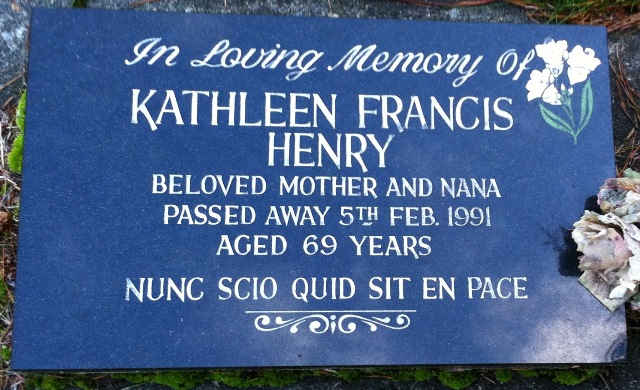 In Loving Memory Of
KATHLEEN FRANCIS
HENRY
BELOVED MOTHER AND NANA
PASSED AWAY 5TH FEB. 1991
AGED 69 YEARS
NUNC SCIO QUID SIT EN PACE